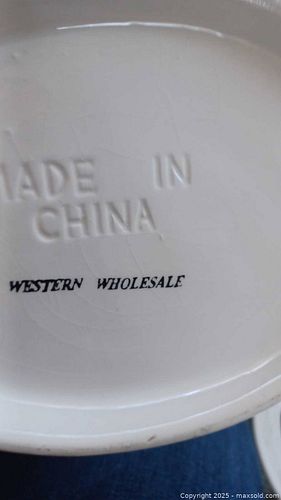 MADE IN
CHINA
WESTERN WHOLESALE
Copyright 2025 - maxsold.com